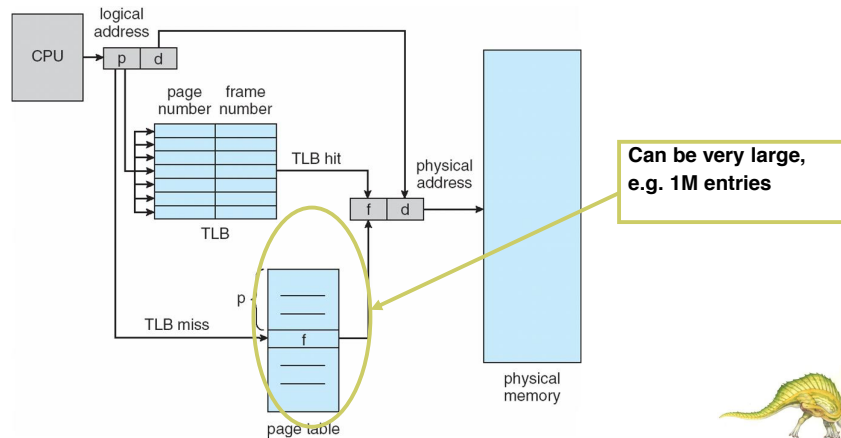 logical
address
CPU
p d
page frame
number number
TLB hit
physical
address
Can be very large,
e.g. 1M entries
f d
TLB
p
TLB miss
f
physical
memory
page table